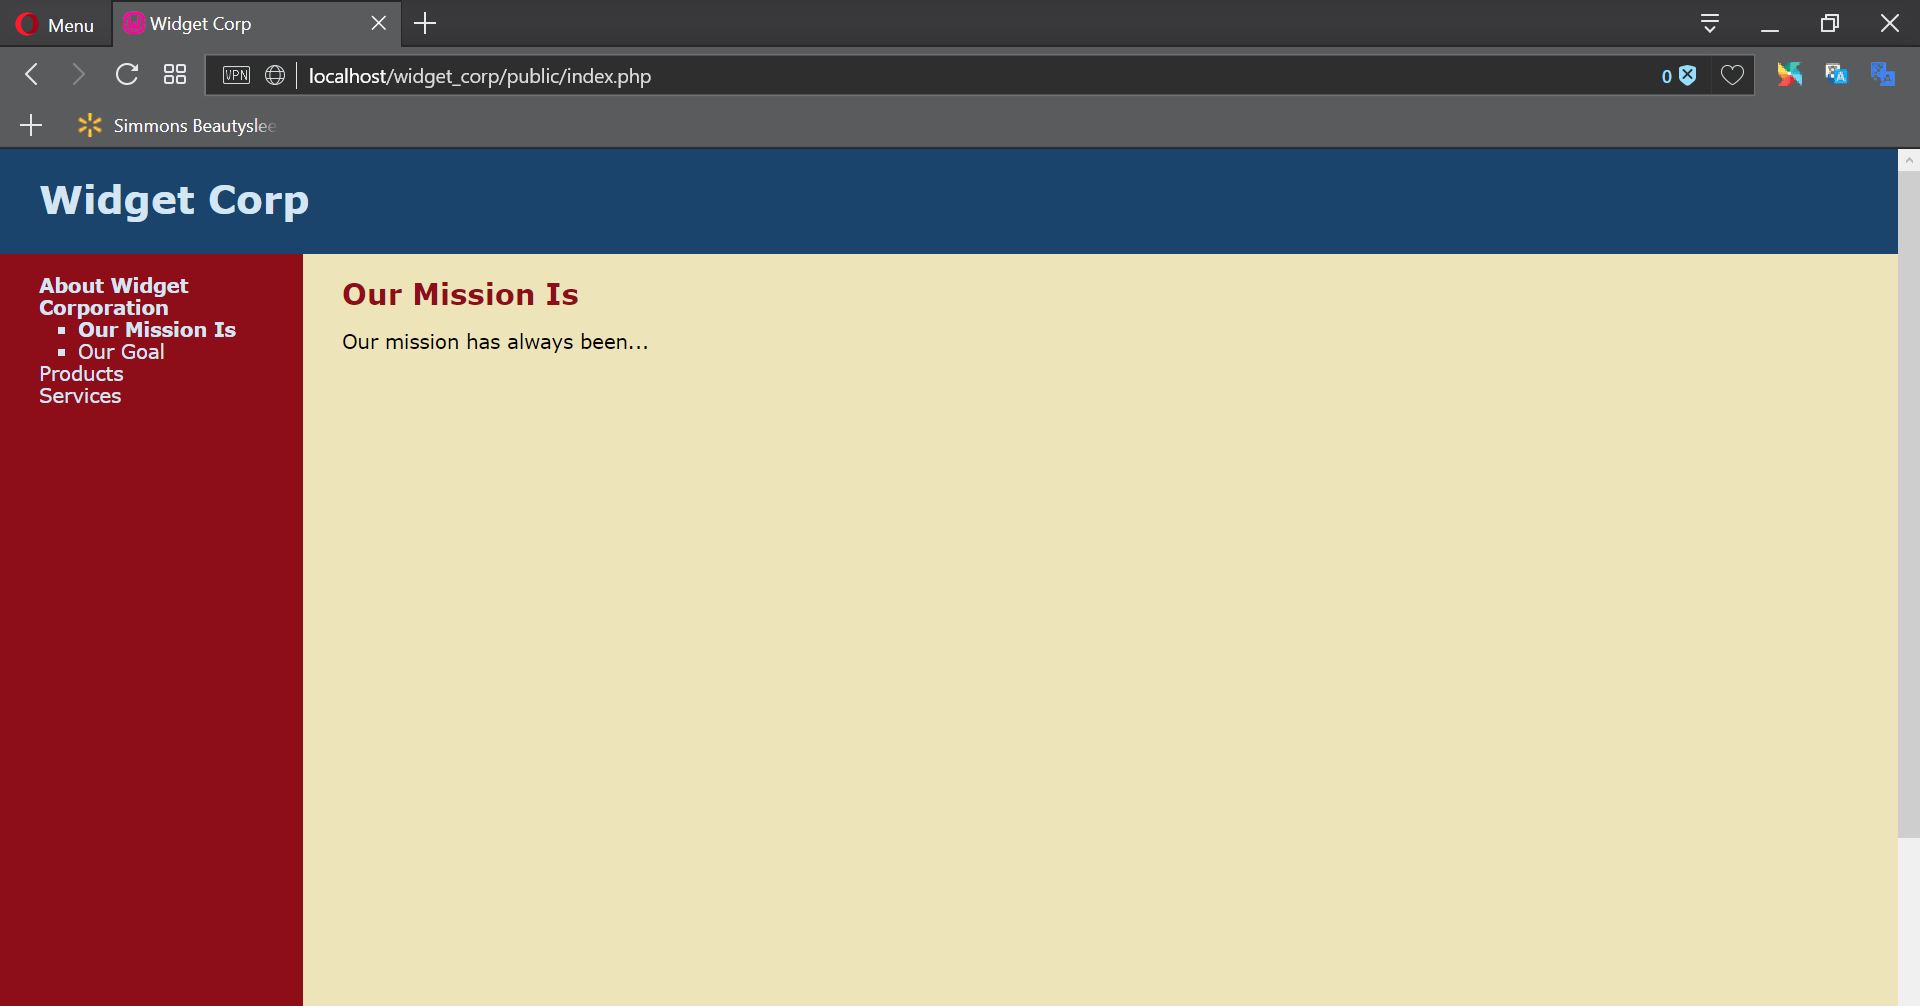 Menu
Widget Corp
VPN
localhost/widget_corp/public/index.php
0
Simmons Beautyslee
Widget Corp
About Widget
Corporation
Our Mission Is
Our Goal
Products
Services
Our Mission Is
Our mission has always been...